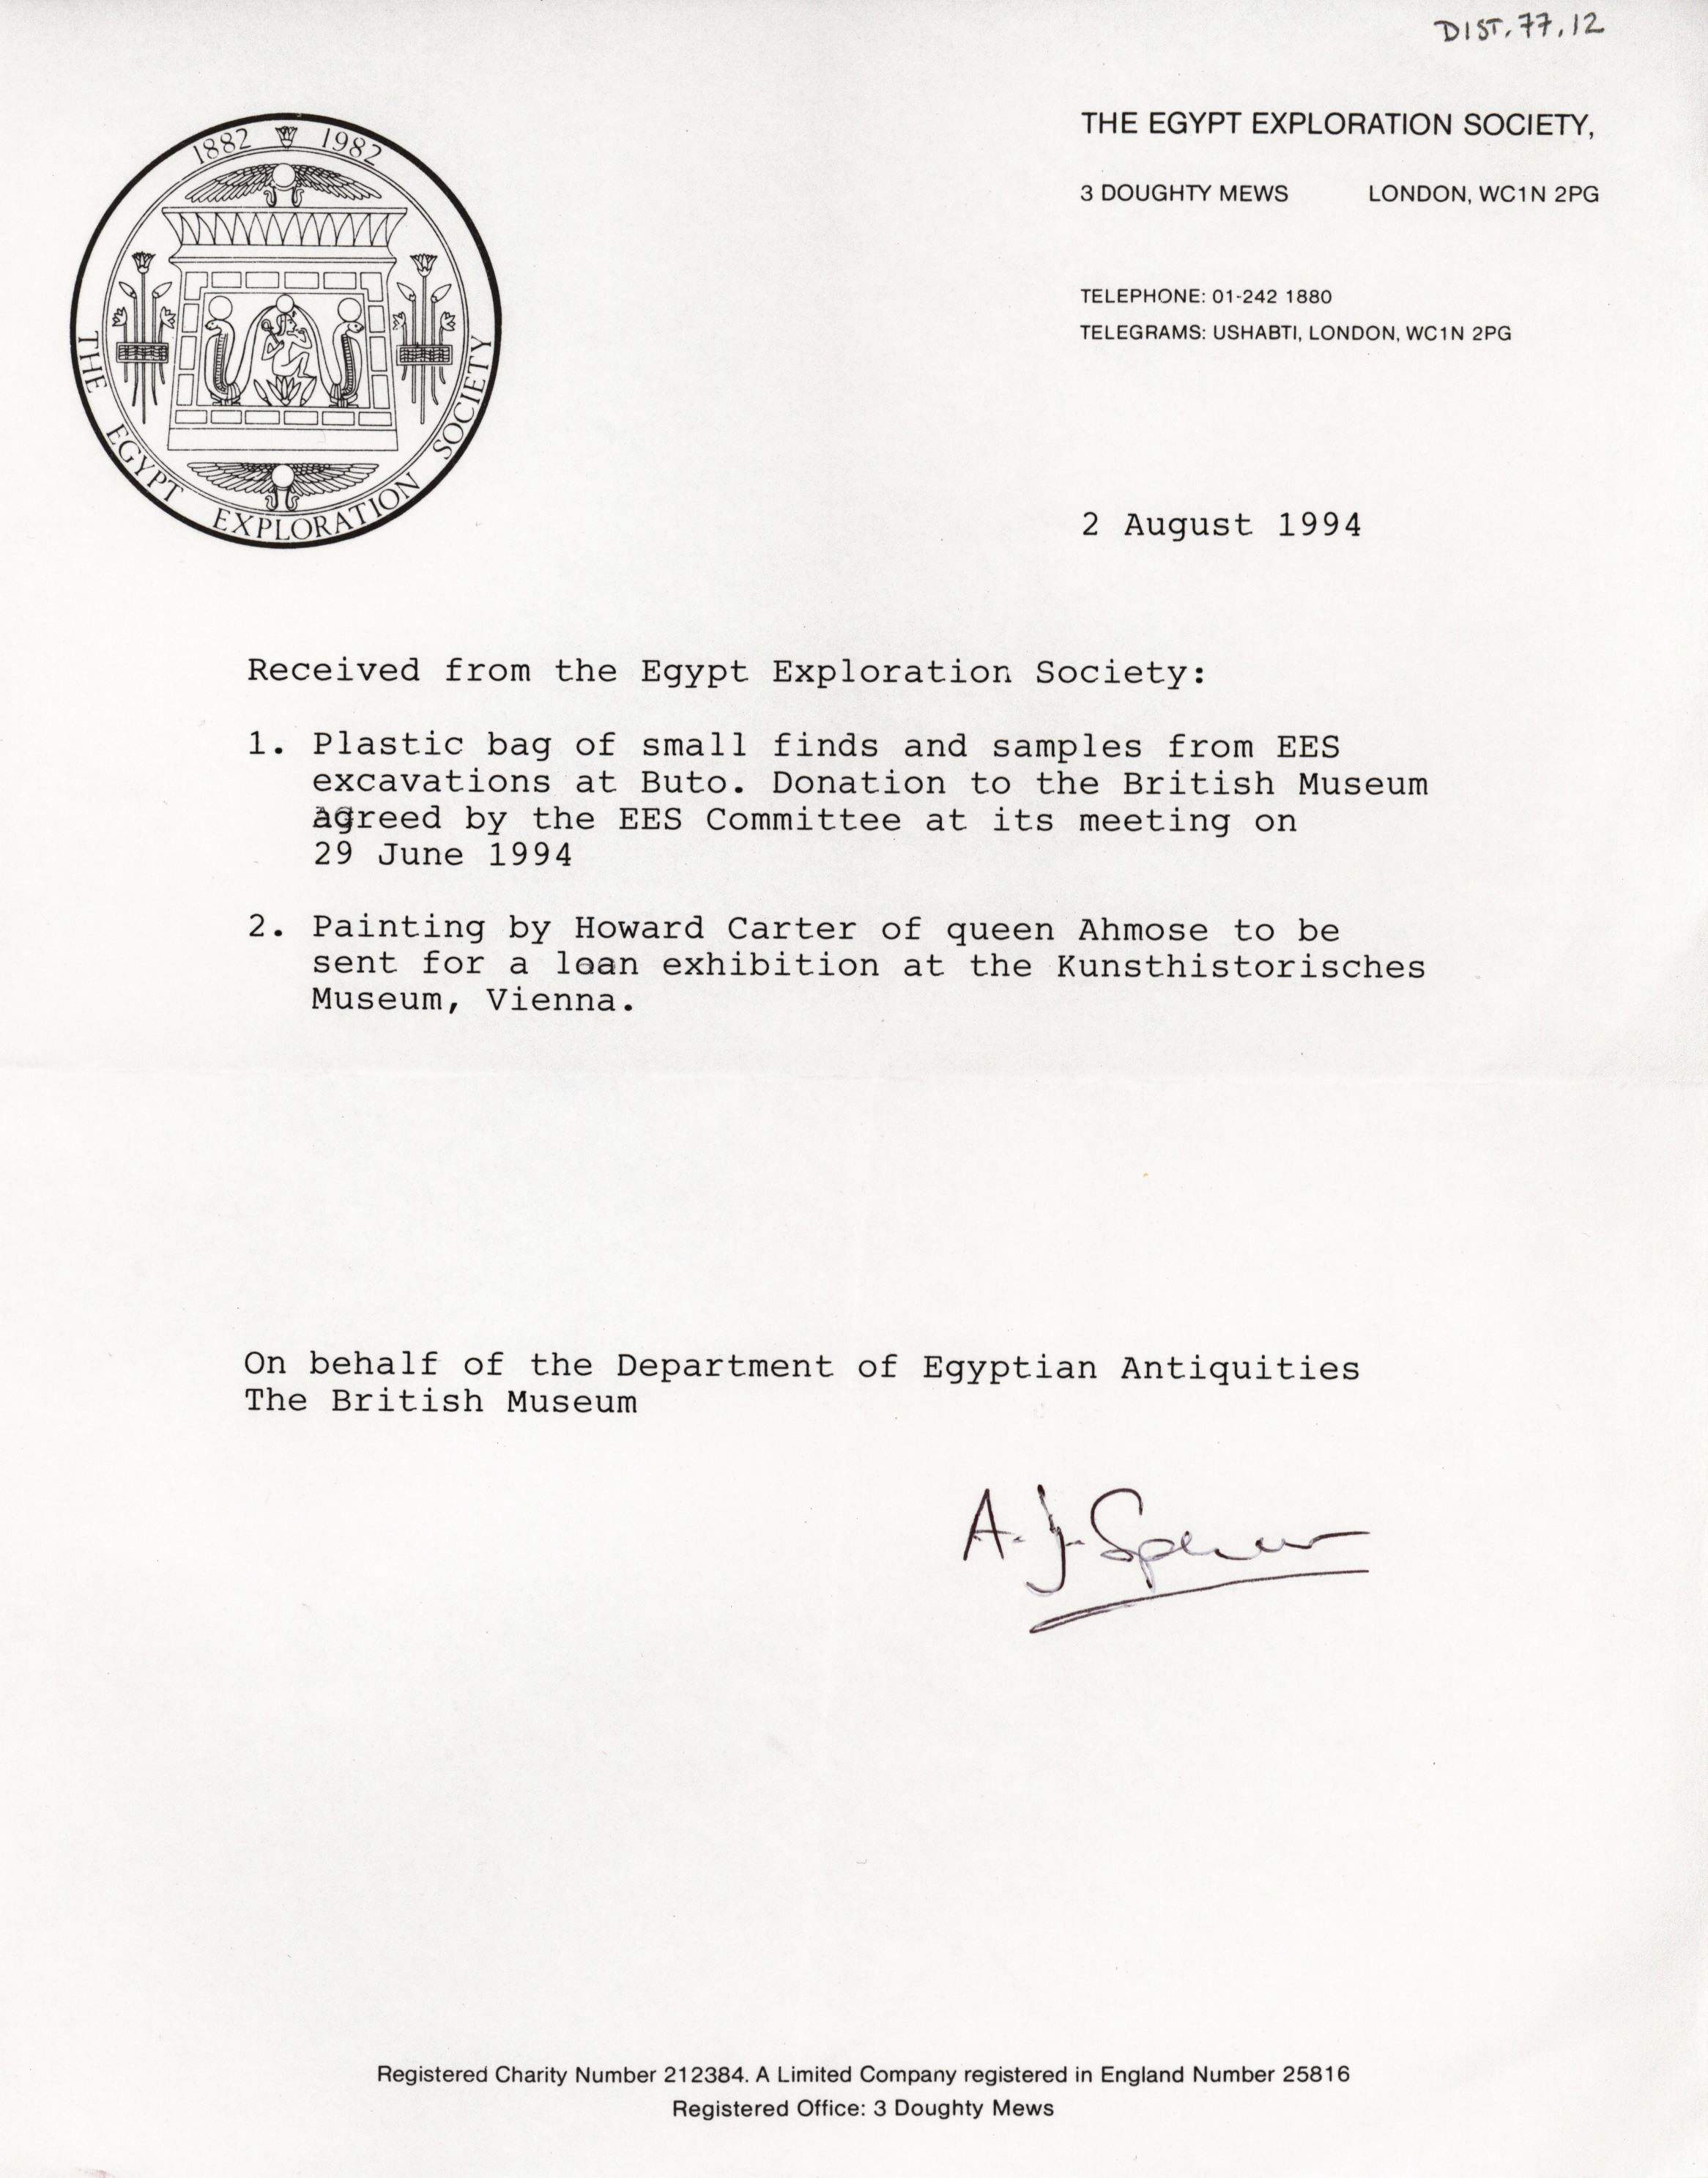 DIST. 77.12
1882 1982
THE EGYPT EXPLORATION SOCIETY
THE EGYPT EXPLORATION SOCIETY,
3 DOUGHTY MEWS LONDON, WC1N 2PG
TELEPHONE: 01-242 1880
TELEGRAMS: USHABTI, LONDON, WC1N 2PG
2 August 1994
Received from the Egypt Exploration Society:
1. Plastic bag of small finds and samples from EES
excavations at Buto. Donation to the British Museum
agreed by the EES Committee at its meeting on
29 June 1994
2. Painting by Howard Carter of queen Ahmose to be
sent for a loan exhibition at the Kunsthistorisches
Museum, Vienna.
On behalf of the Department of Egyptian Antiquities
The British Museum
A. J. Spencer
Registered Charity Number 212384. A Limited Company registered in England Number 25816
Registered Office: 3 Doughty Mews